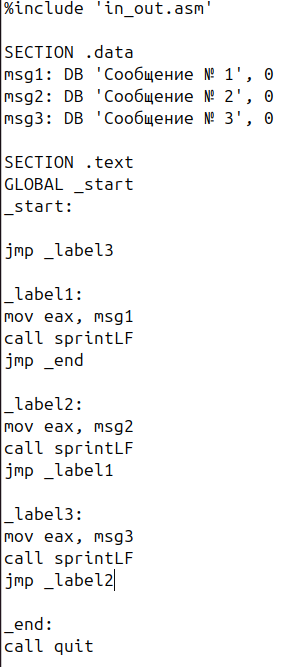 %include 'in_out.asm'
SECTION .data
msg1: DB 'Сообщение № 1', 0
msg2: DB 'Сообщение № 2', 0
msg3: DB 'Сообщение № 3', 0
SECTION .text
GLOBAL _start
_start:
jmp _label3
_label1:
mov eax, msg1
call sprintLF
jmp _end
_label2:
mov eax, msg2
call sprintLF
jmp _label1
_label3:
mov eax, msg3
call sprintLF
jmp _label2
_end:
call quit